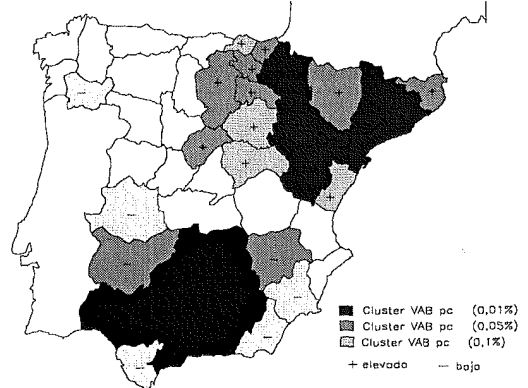 Cluster VAB pc (0,01%)
Cluster VAB pc (0,05%)
Cluster VAB pc (0,1%)
+ elevado - bajo